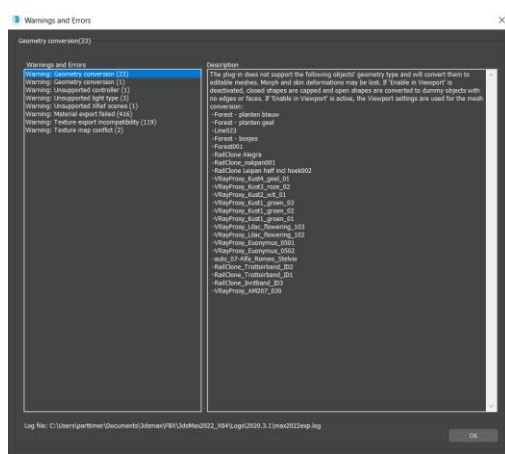 Warnings and Errors
Geometry conversion(23)
Warnings and Errors
Warning: Geometry conversion (23)
Warning: Geometry conversion (1)
Warning: Unsupported controller (1)
Warning: Unsupported light type (3)
Warning: Unsupported XRef scenes (1)
Warning: Material export failed (416)
Warning: Texture export incompatibility (119)
Warning: Texture map conflict (2)
Description
The plug-in does not support the following objects' geometry type and will convert them to
editable meshes. Morph and skin deformations may be lost. If 'Enable in Viewport' is
deactivated, closed shapes are capped and open shapes are converted to dummy objects with
no edges or faces. If 'Enable in Viewport' is active, the Viewport settings are used for the mesh
conversion:
-Forest - planten blauw
-Forest - planten geel
-Line023
-Forest - bosjes
-Forest001
-RailClone Alegra
-RailClone_nokpan001
-RailClone Leipan half incl hoek002
-VRayProxy_Kust4_geel_01
-VRayProxy_Kust3_roze_02
-VRayProxy_Kust2_wit_01
-VRayProxy_Kust1_groen_03
-VRayProxy_Kust1_groen_02
-VRayProxy_Kust1_groen_01
-VRayProxy_Lilac_flowering_103
-VRayProxy_Lilac_flowering_102
-VRayProxy_Euonymus_0501
-VRayProxy_Euonymus_0502
-auto_07-Alfa_Romeo_Stelvio
-RailClone_Trottoirband_ID2
-RailClone_Trottoirband_ID1
-RailClone_Inritband_ID3
-VRayProxy_AM207_030
Log file: C:\Users\parttimer\Documents\3dsmax\FBX\3dsMax2022_X64\Logs\2020.3.1\max2022exp.log
OK